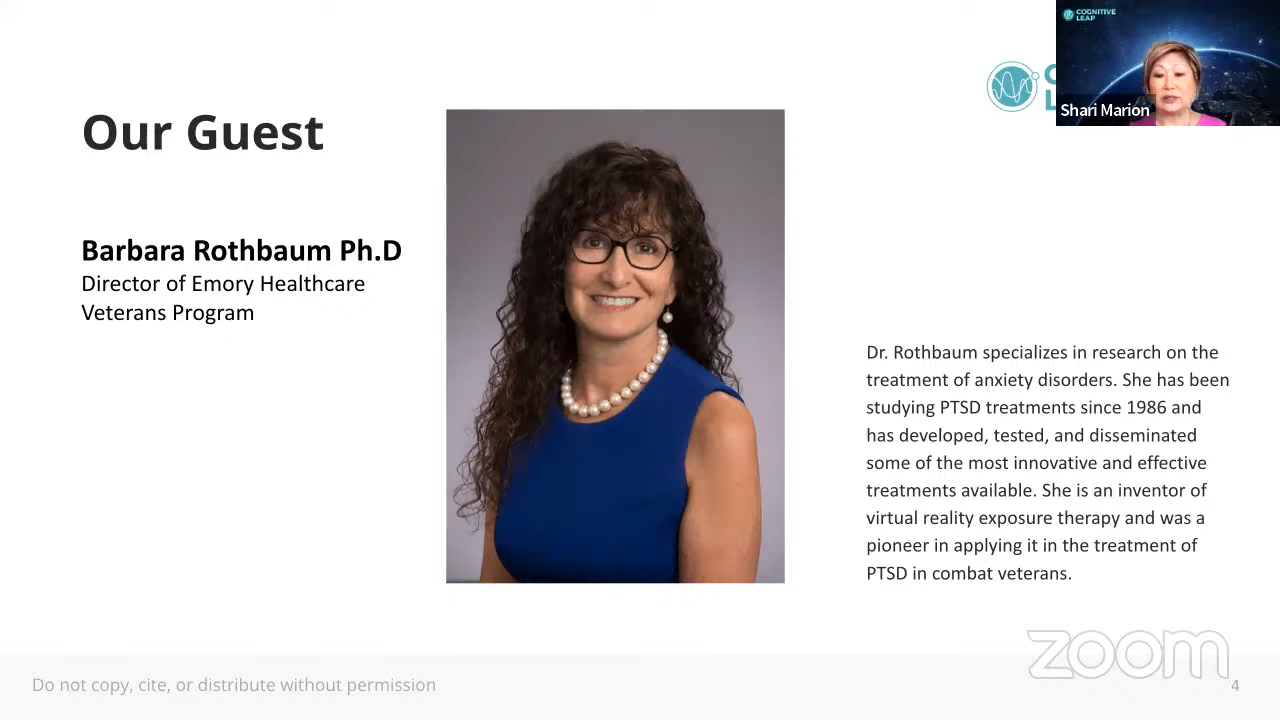 COGNITIVE
LEAP
Shari Marion
Our Guest
Barbara Rothbaum Ph.D
Director of Emory Healthcare
Veterans Program
Dr. Rothbaum specializes in research on the
treatment of anxiety disorders. She has been
studying PTSD treatments since 1986 and
has developed, tested, and disseminated
some of the most innovative and effective
treatments available. She is an inventor of
virtual reality exposure therapy and was a
pioneer in applying it in the treatment of
PTSD in combat veterans.
zoom
Do not copy, cite, or distribute without permission
4